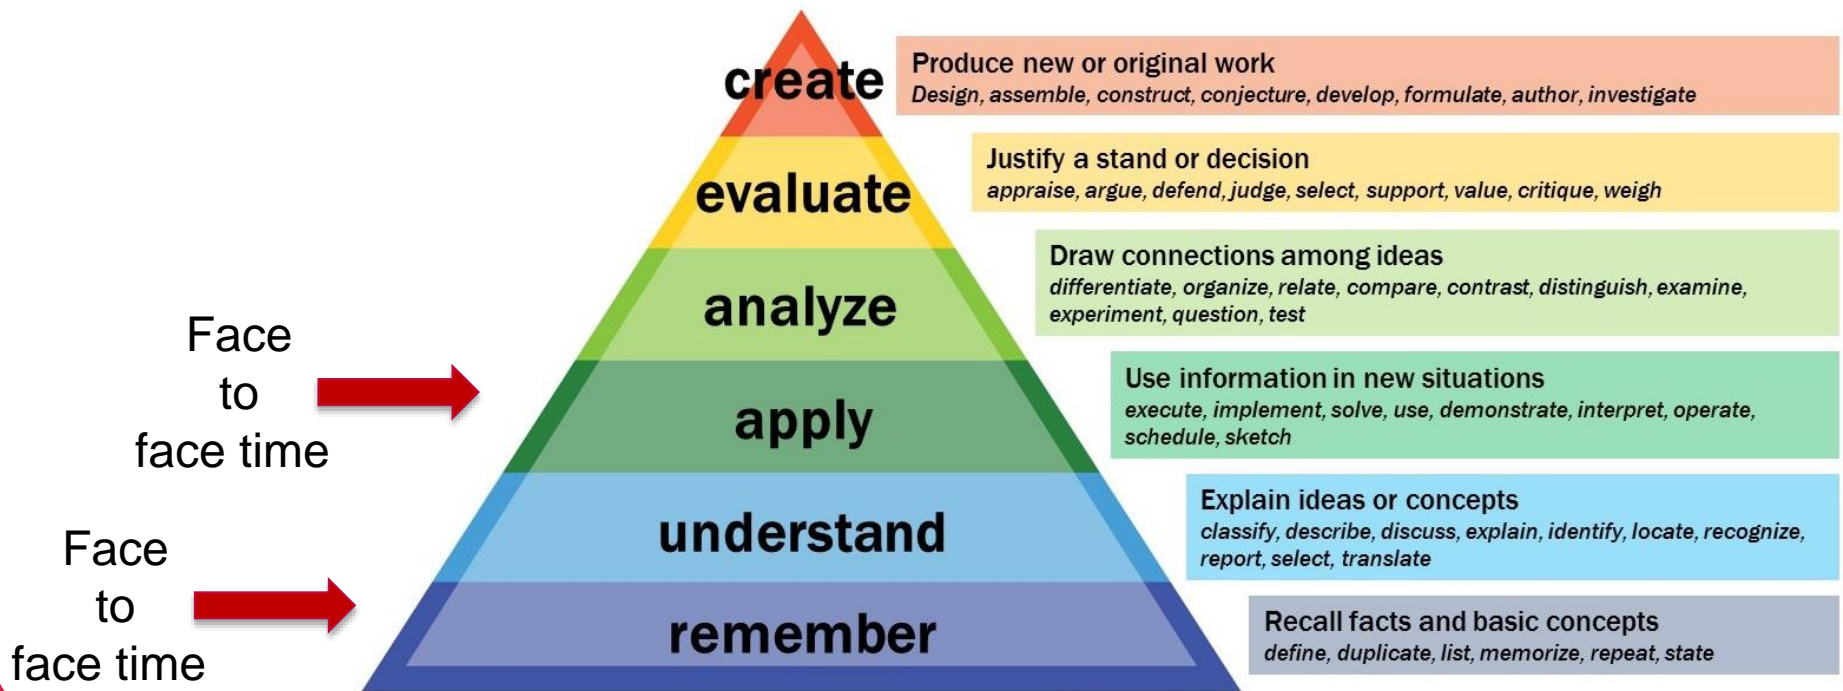 create
Produce new or original work
Design, assemble, construct, conjecture, develop, formulate, author, investigate
evaluate
Justify a stand or decision
appraise, argue, defend, judge, select, support, value, critique, weigh
analyze
Draw connections among ideas
differentiate, organize, relate, compare, contrast, distinguish, examine,
experiment, question, test
Face
to
face time
apply
Use information in new situations
execute, implement, solve, use, demonstrate, interpret, operate,
schedule, sketch
understand
Explain ideas or concepts
classify, describe, discuss, explain, identify, locate, recognize,
report, select, translate
Face
to
face time
remember
Recall facts and basic concepts
define, duplicate, list, memorize, repeat, state